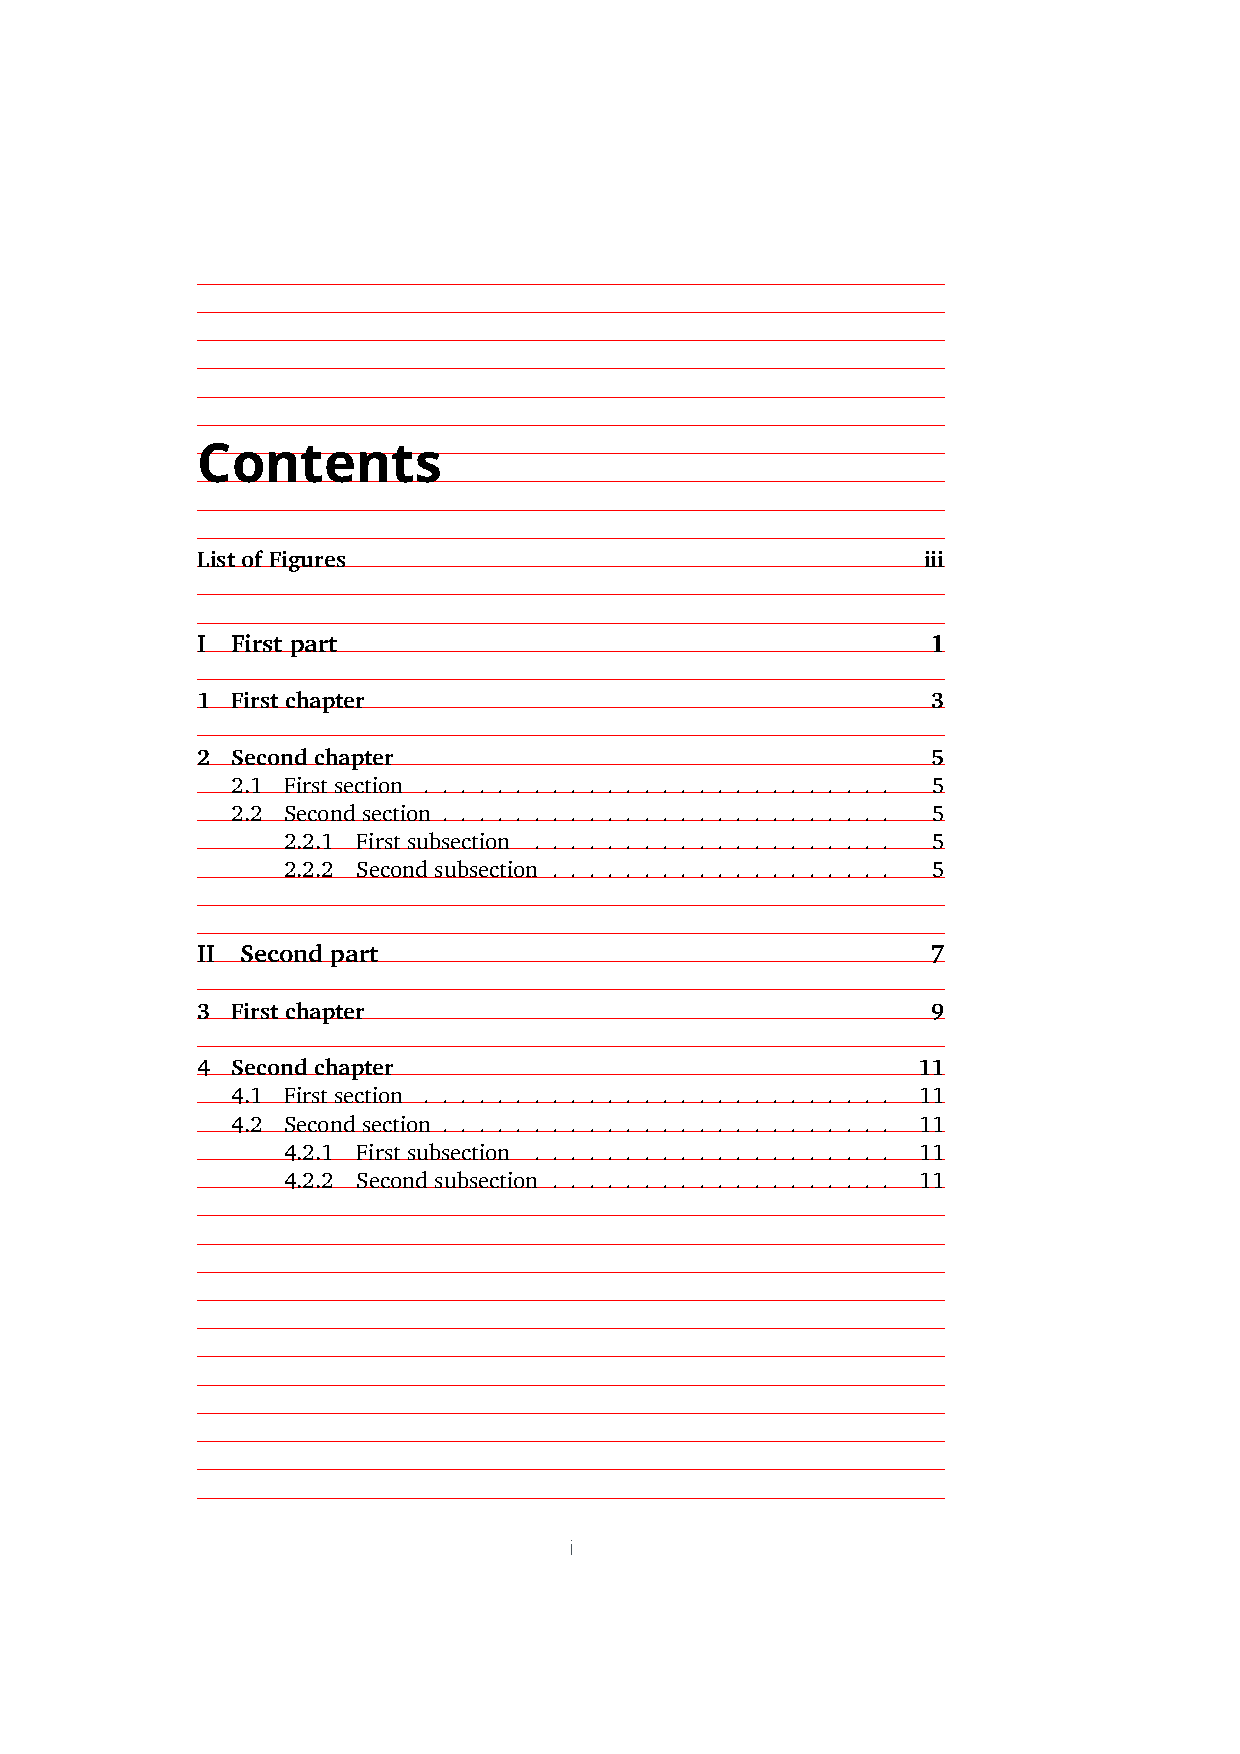 Contents
List of Figures iii
I First part 1
1 First chapter 3
2 Second chapter 5
2.1 First section . . . . . . . . . . . . . . . . . . . . . . . . . . 5
2.2 Second section . . . . . . . . . . . . . . . . . . . . . . . . . 5
2.2.1 First subsection . . . . . . . . . . . . . . . . . . . . 5
2.2.2 Second subsection . . . . . . . . . . . . . . . . . . . 5
II Second part 7
3 First chapter 9
4 Second chapter 11
4.1 First section . . . . . . . . . . . . . . . . . . . . . . . . . . 11
4.2 Second section . . . . . . . . . . . . . . . . . . . . . . . . . 11
4.2.1 First subsection . . . . . . . . . . . . . . . . . . . . 11
4.2.2 Second subsection . . . . . . . . . . . . . . . . . . . 11
i